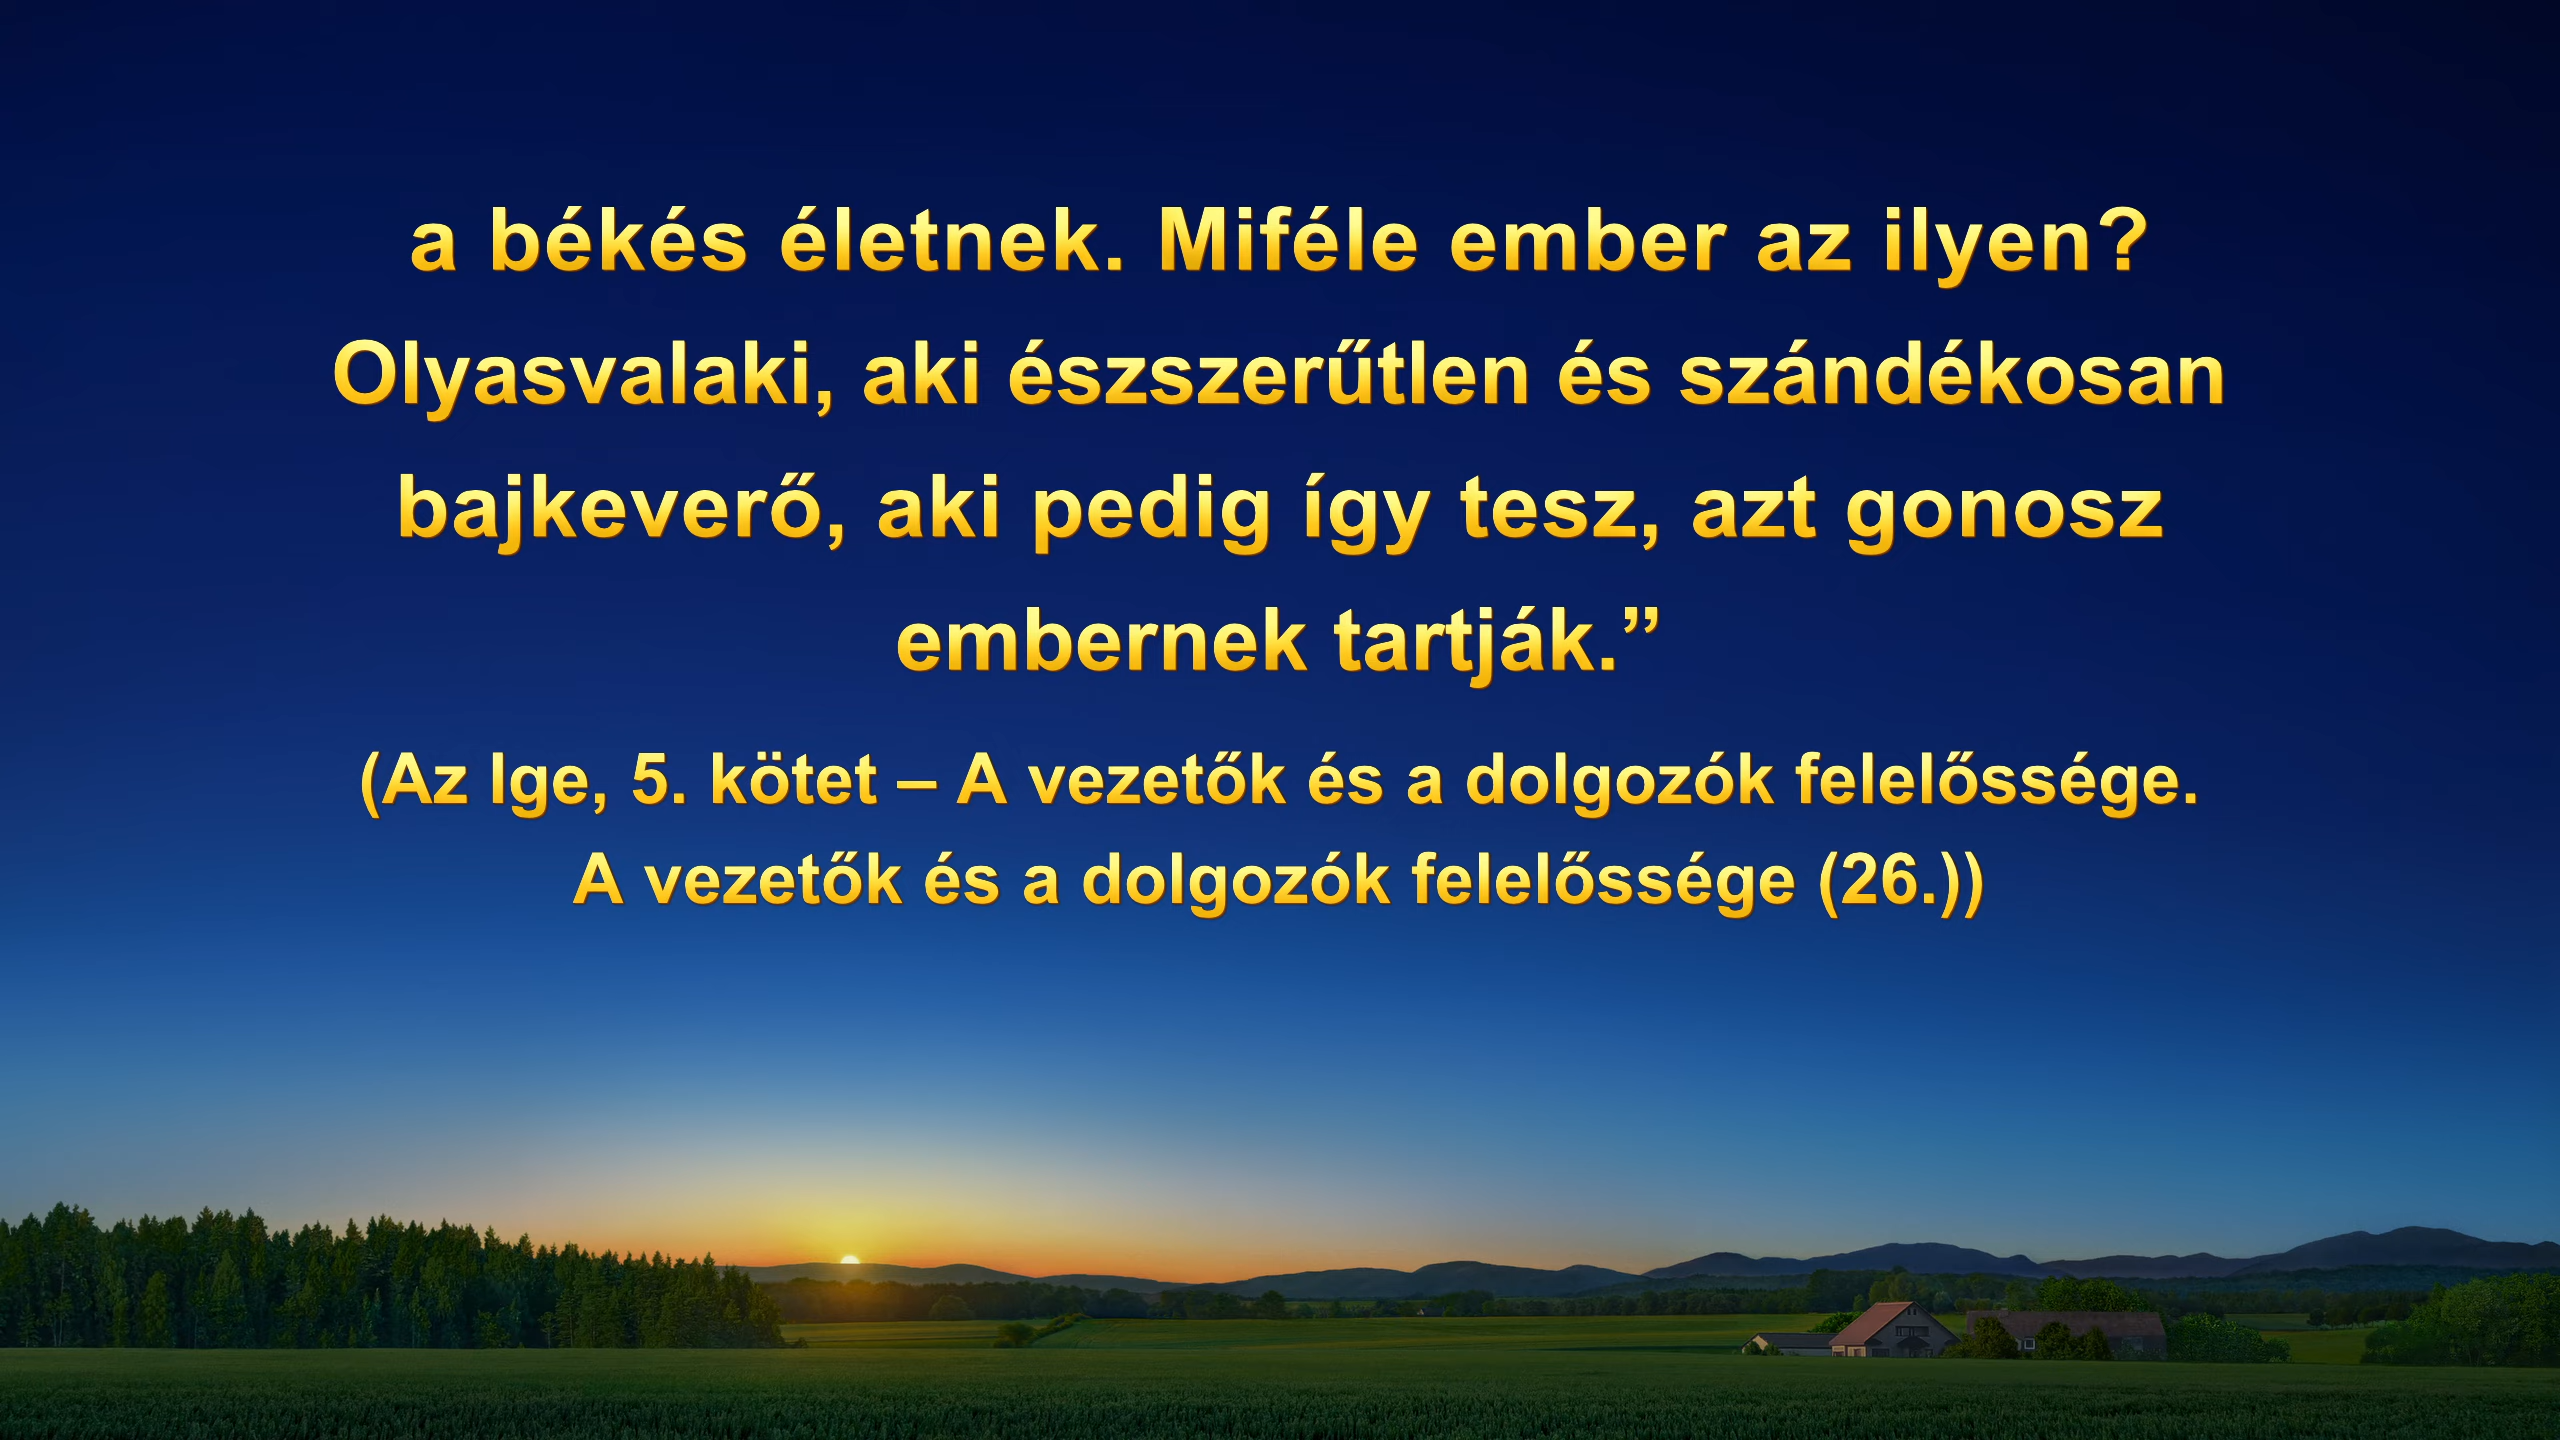 a békés életnek. Miféle ember az ilyen?
Olyasvalaki, aki észszerűtlen és szándékosan
bajkeverő, aki pedig így tesz, azt gonosz
embernek tartják.”
(Az Ige, 5. kötet – A vezetők és a dolgozók felelőssége.
A vezetők és a dolgozók felelőssége (26.))